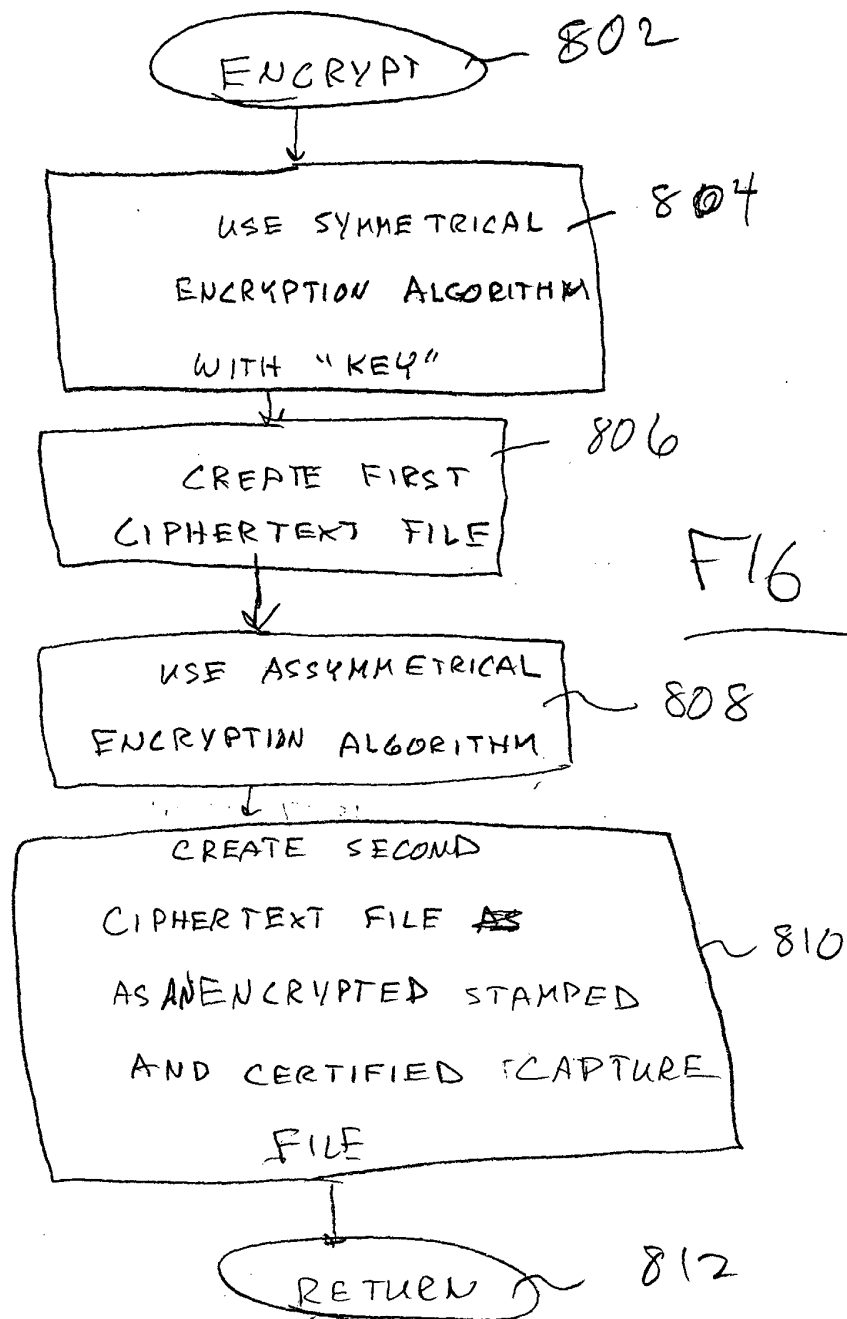 ENCRYPT 802
USE SYMMETRICAL 804
ENCRYPTION ALGORITHM
WITH "KEY"
CREATE FIRST 806
CIPHERTEXT FILE
FIG
USE ASSYMMETRICAL 808
ENCRYPTION ALGORITHM
CREATE SECOND
CIPHERTEXT FILE
AS AN ENCRYPTED STAMPED 810
AND CERTIFIED CAPTURE
FILE
RETURN 812